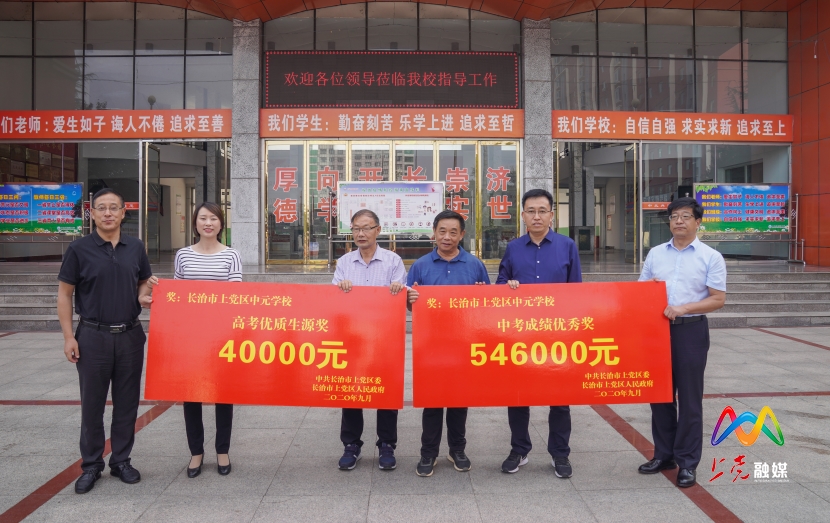 欢迎各位领导莅临我校指导工作
们老师：爱生如子 诲人不倦 追求至善
我们学生：勤奋刻苦 乐学上进 追求至哲
我们学校：自信自强 求实求新 追求至上
厚 向 长 崇 济
德 学 实 世
奖：长治市上党区中元学校
高考优质生源奖
40000元
中共长治市上党区委
长治市上党区人民政府
二〇二〇年九月
奖：长治市上党区中元学校
中考成绩优秀奖
546000元
中共长治市上党区委
长治市上党区人民政府
二〇二〇年九月
上党 融媒